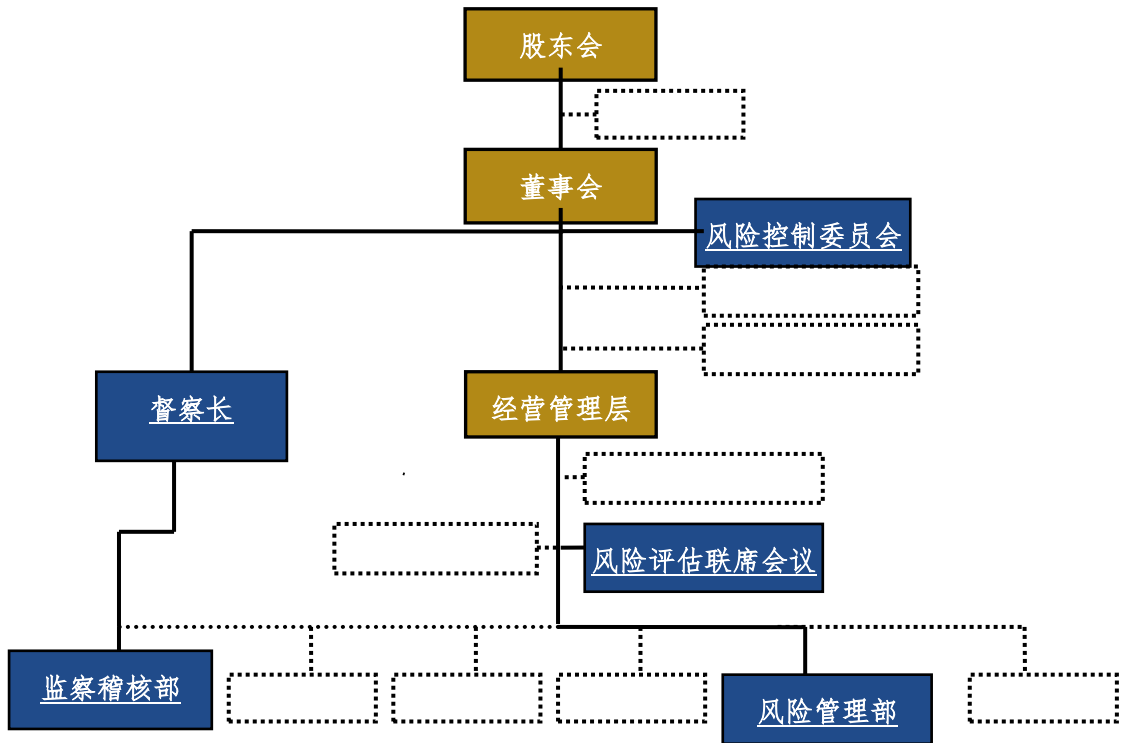 股东会
董事会
风险控制委员会
督察长
经营管理层
风险评估联席会议
监察稽核部
风险管理部